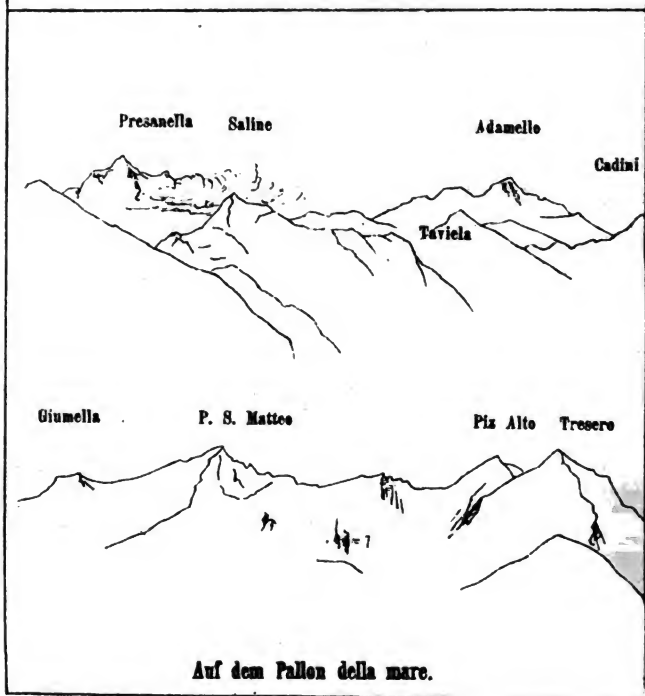 Presanella Saline Adamello
Cadini
Taviela
Giumella P. S. Matteo Piz Alto Tresero
Auf dem Pallon della mare.